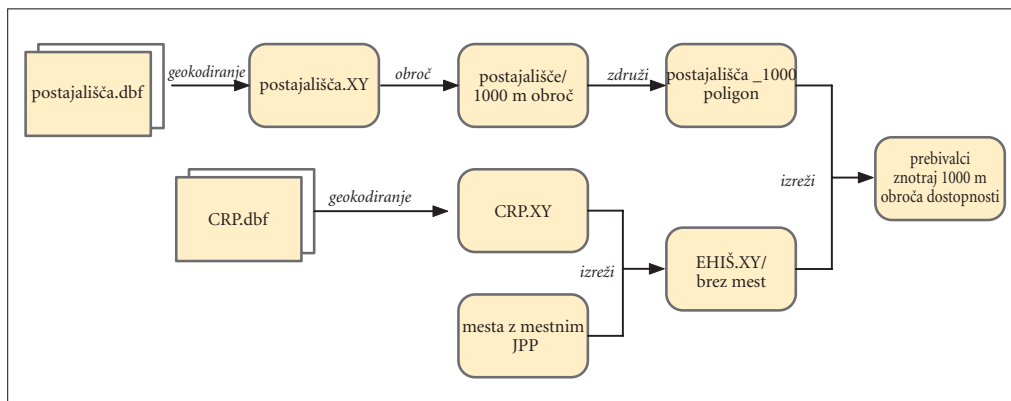 postajališča.dbf
geokodiranje
postajališča.XY
obroč
postajališče/
1000 m obroč
združi
postajališča _1000
poligon
izreži
prebivalci
znotraj 1000 m
obroča dostopnosti
CRP.dbf
geokodiranje
CRP.XY
izreži
mesta z mestnim
JPP
EHIŠ.XY/
brez mest